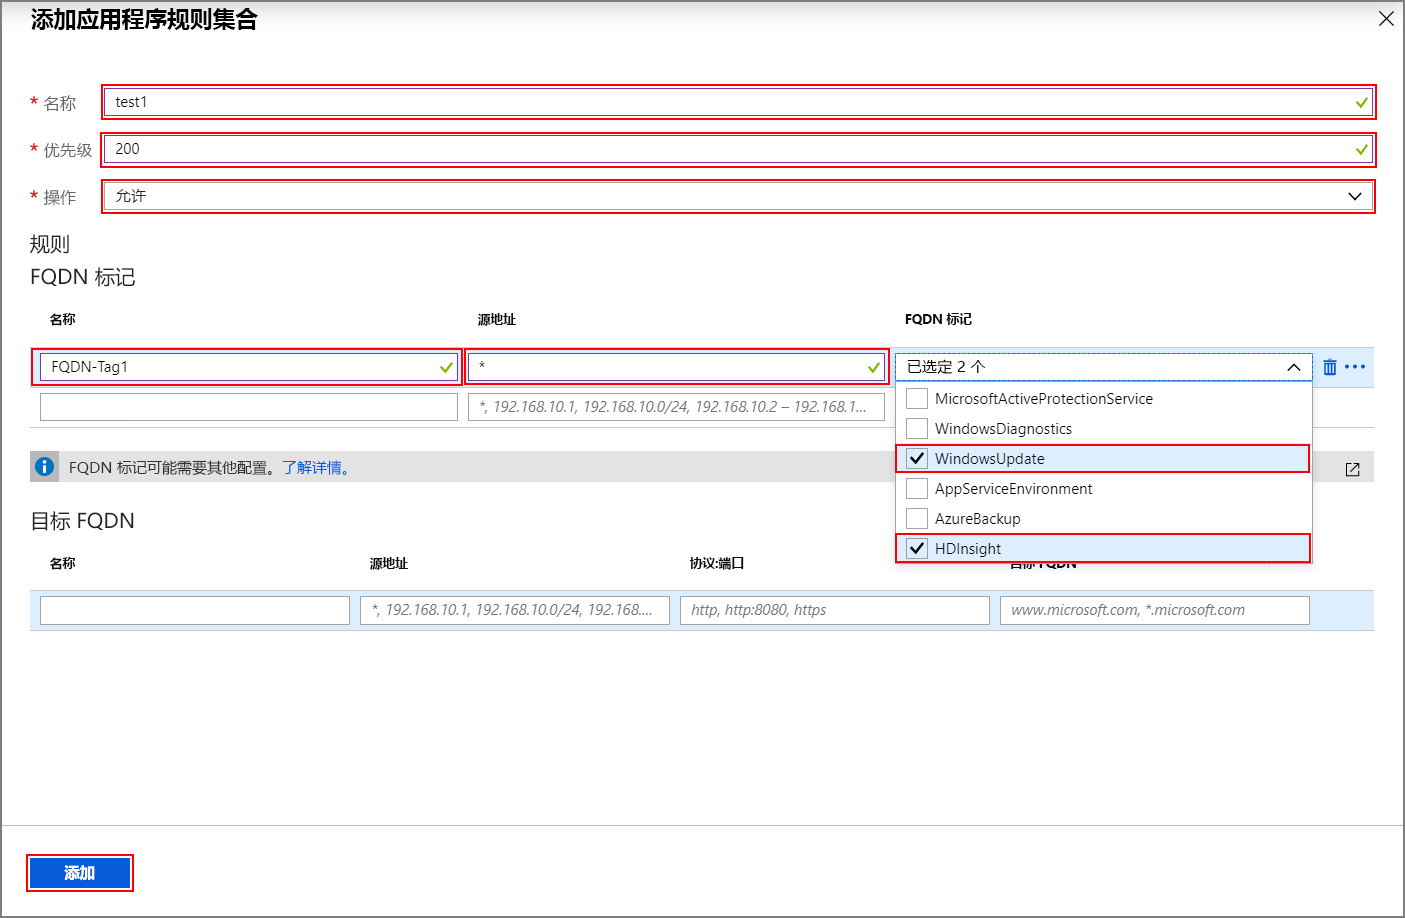 添加应用程序规则集合
* 名称
test1
* 优先级
200
* 操作
允许
规则
FQDN 标记
名称 源地址 FQDN 标记
FQDN-Tag1 * 已选定 2 个
*, 192.168.10.1, 192.168.10.0/24, 192.168.10.2 – 192.168.1...
MicrosoftActiveProtectionService
WindowsDiagnostics
WindowsUpdate
AppServiceEnvironment
AzureBackup
HDInsight
FQDN 标记可能需要其他配置。了解详情。
目标 FQDN
名称 源地址 协议:端口 目标 FQDN
*, 192.168.10.1, 192.168.10.0/24, 192.168.... http, http:8080, https www.microsoft.com, *.microsoft.com
添加